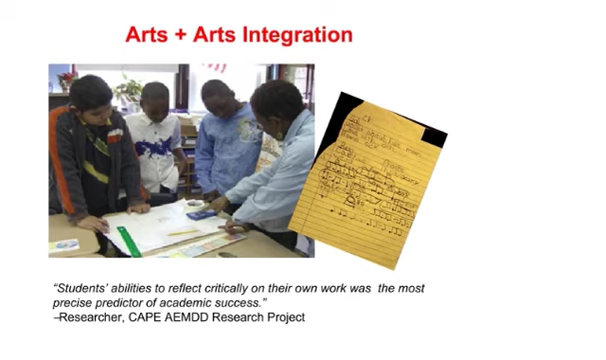 Arts + Arts Integration
“Students’ abilities to reflect critically on their own work was the most
precise predictor of academic success.”
–Researcher, CAPE AEMDD Research Project